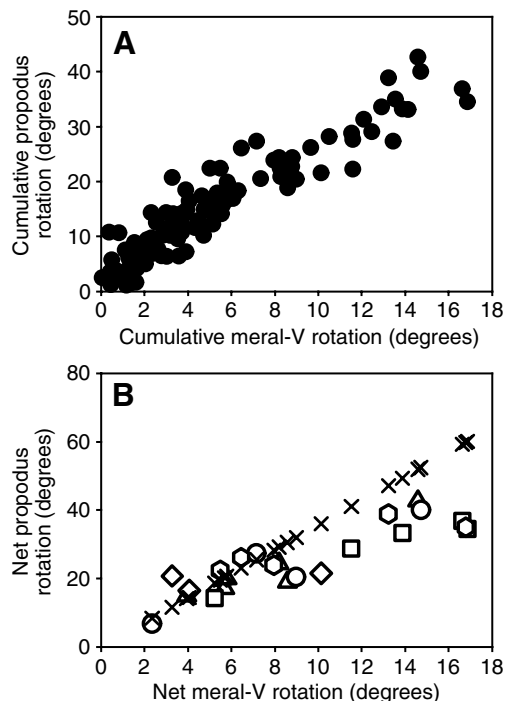 A
50
40
30
20
10
0
Cumulative propodus
rotation (degrees)
0 2 4 6 8 10 12 14 16 18
Cumulative meral-V rotation (degrees)
B
80
60
40
20
0
Net propodus
rotation (degrees)
0 2 4 6 8 10 12 14 16 18
Net meral-V rotation (degrees)